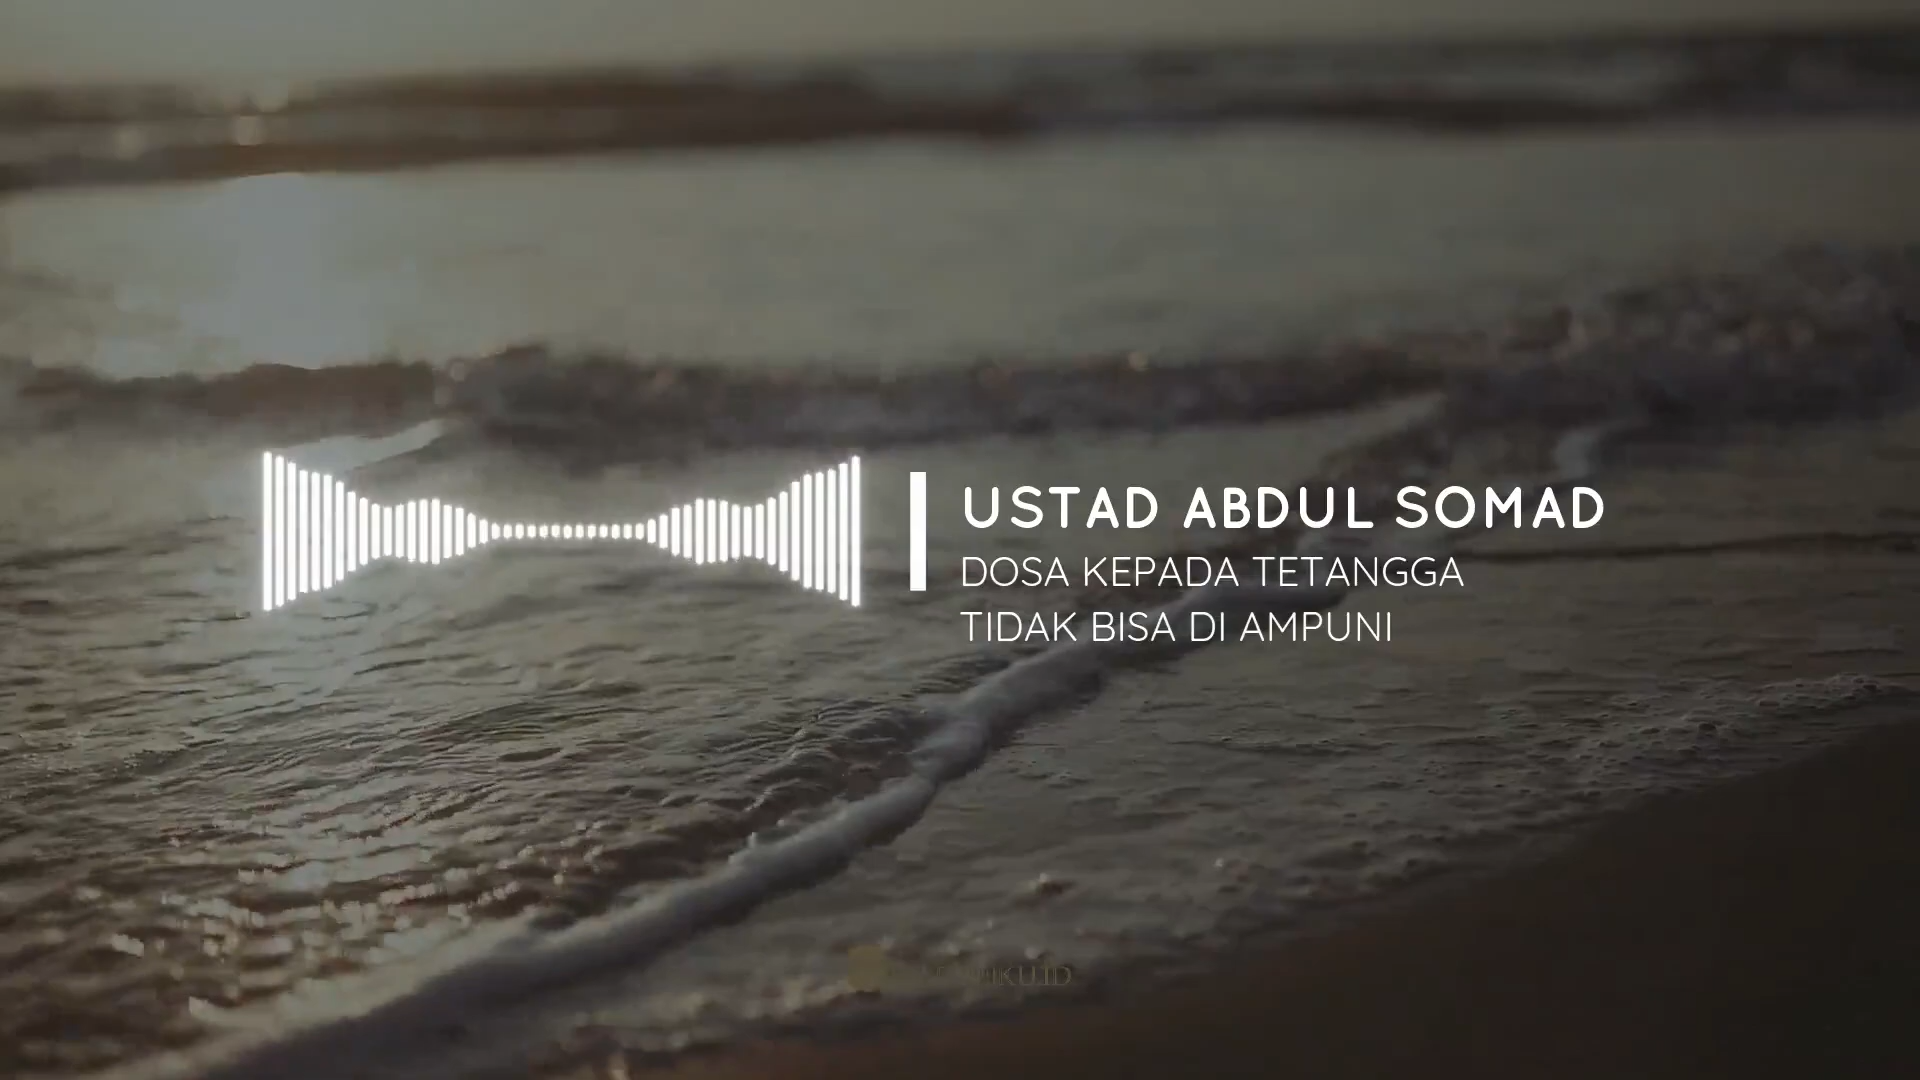 USTAD ABDUL SOMAD
DOSA KEPADA TETANGGA
TIDAK BISA DI AMPUNI